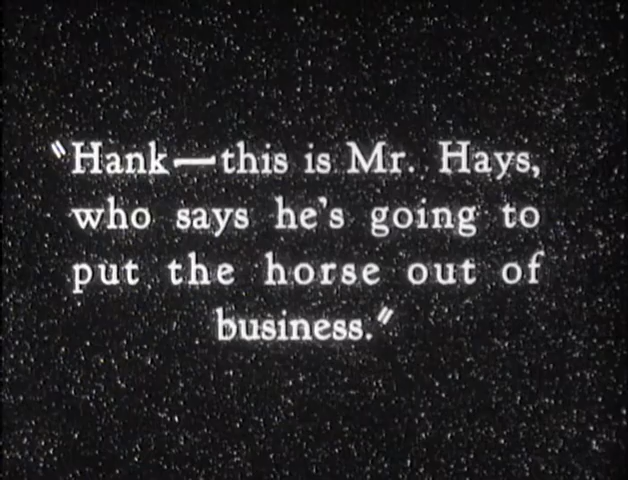 "Hank—this is Mr. Hays,
who says he's going to
put the horse out of
business."